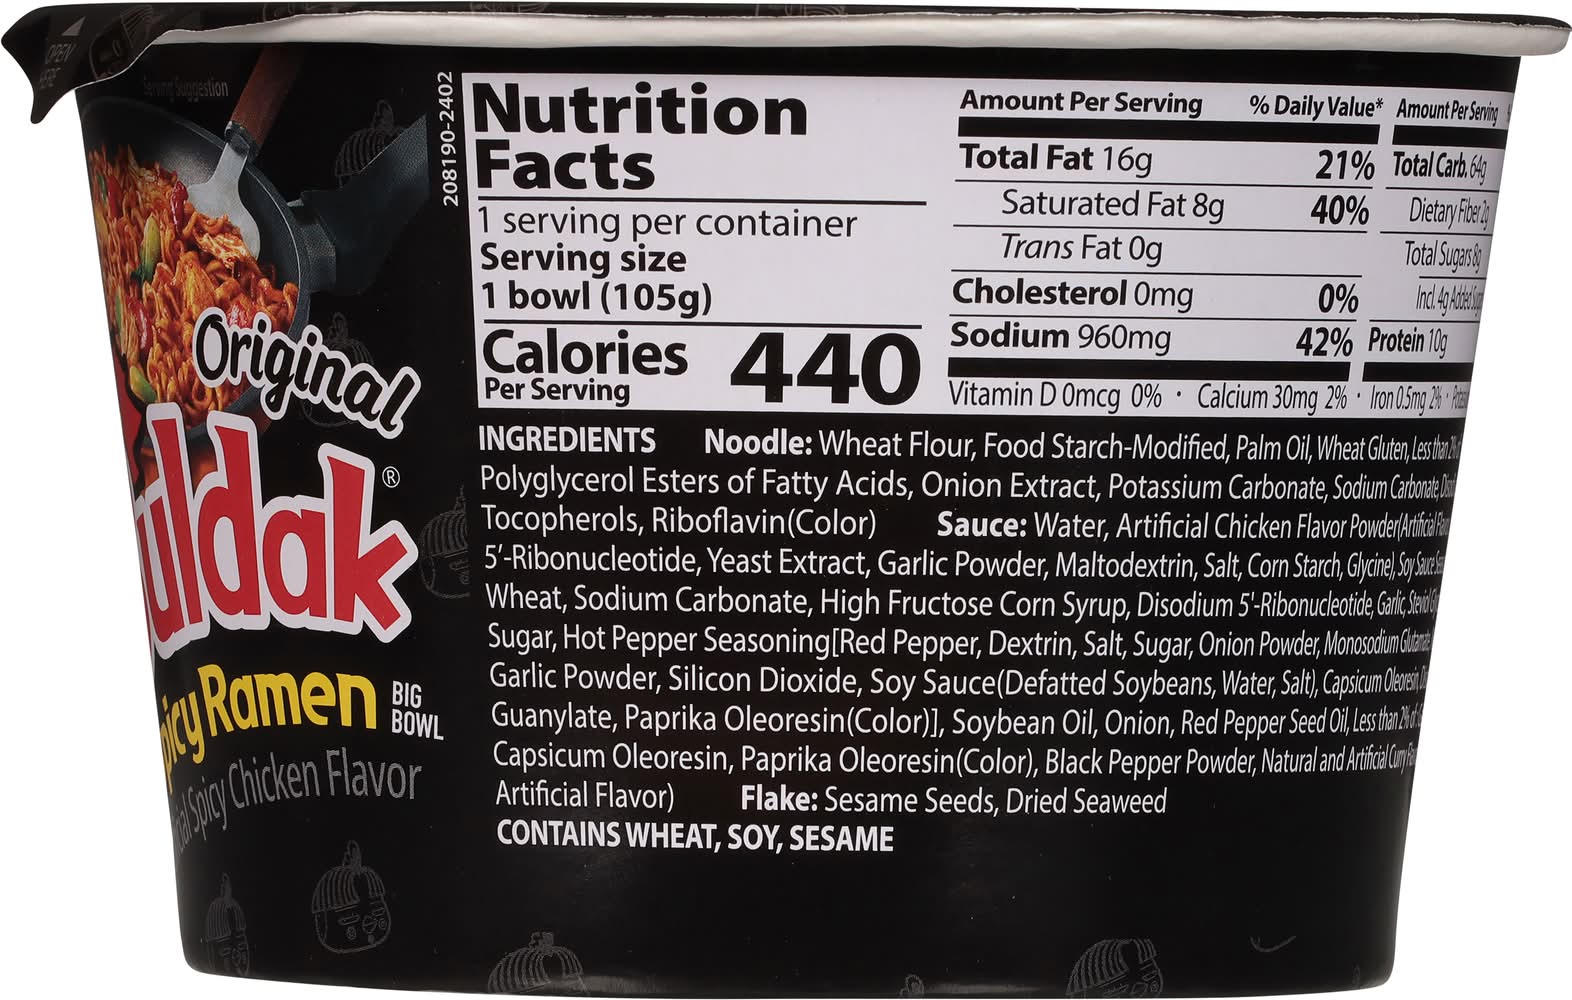 OPEN
HERE
Serving Suggestion
Original
uldak®
picy Ramen BIG
BOWL
Spicy Chicken Flavor
208190-2402
Nutrition
Facts
1 serving per container
Serving size
1 bowl (105g)
Calories 440
Per Serving
Amount Per Serving % Daily Value*
Total Fat 16g 21%
Saturated Fat 8g 40%
Trans Fat 0g
Cholesterol 0mg 0%
Sodium 960mg 42%
Amount Per Serving
Total Carb. 64g
Dietary Fiber 2g
Total Sugars 8g
Incl. 4g Added
Protein 10g
Vitamin D 0mcg 0% · Calcium 30mg 2% · Iron 0.5mg 2% ·
INGREDIENTS Noodle: Wheat Flour, Food Starch-Modified, Palm Oil, Wheat Gluten, Less than 2%
Polyglycerol Esters of Fatty Acids, Onion Extract, Potassium Carbonate, Sodium Carbonate,
Tocopherols, Riboflavin(Color) Sauce: Water, Artificial Chicken Flavor Powder(Artificial
5'-Ribonucleotide, Yeast Extract, Garlic Powder, Maltodextrin, Salt, Corn Starch, Glycine), Soy Sauce
Wheat, Sodium Carbonate, High Fructose Corn Syrup, Disodium 5'-Ribonucleotide, Garlic,
Sugar, Hot Pepper Seasoning[Red Pepper, Dextrin, Salt, Sugar, Onion Powder, Monosodium Glutamate,
Garlic Powder, Silicon Dioxide, Soy Sauce(Defatted Soybeans, Water, Salt), Capsicum Oleoresin,
Guanylate, Paprika Oleoresin(Color)], Soybean Oil, Onion, Red Pepper Seed Oil, Less than 2% of
Capsicum Oleoresin, Paprika Oleoresin(Color), Black Pepper Powder, Natural and Artificial Curry
Artificial Flavor) Flake: Sesame Seeds, Dried Seaweed
CONTAINS WHEAT, SOY, SESAME